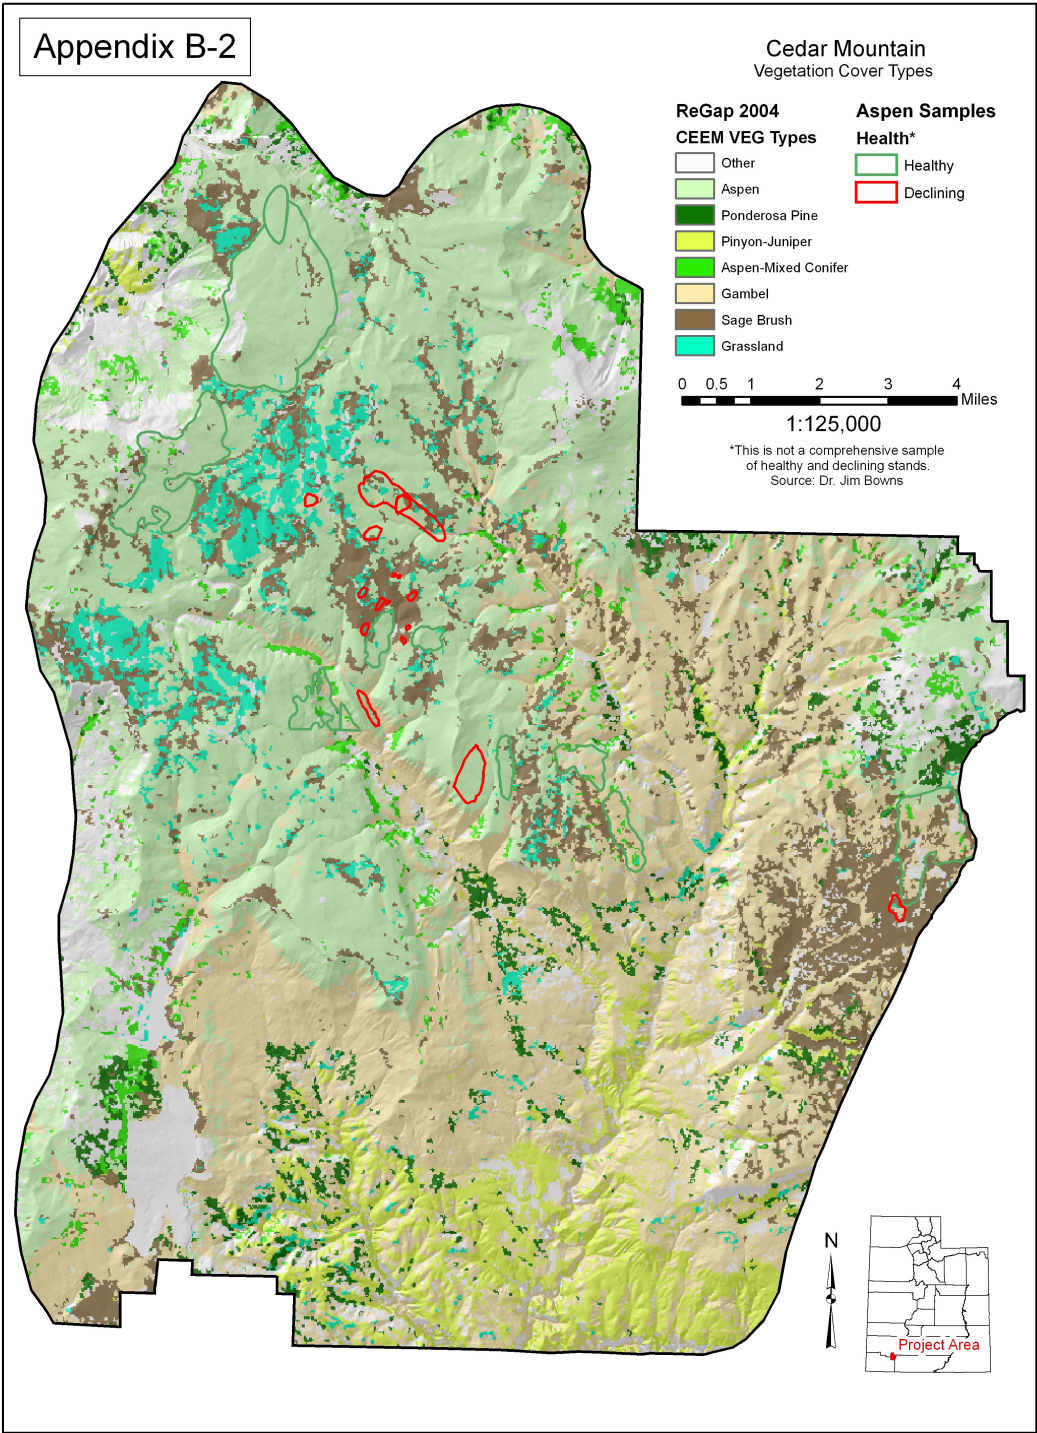 Appendix B-2
Cedar Mountain
Vegetation Cover Types
ReGap 2004
CEEM VEG Types
Other
Aspen
Ponderosa Pine
Pinyon-Juniper
Aspen-Mixed Conifer
Gambel
Sage Brush
Grassland
Aspen Samples
Health*
Healthy
Declining
0 0.5 1 2 3 4
Miles
1:125,000
*This is not a comprehensive sample
of healthy and declining stands.
Source: Dr. Jim Bowns
N
Project Area